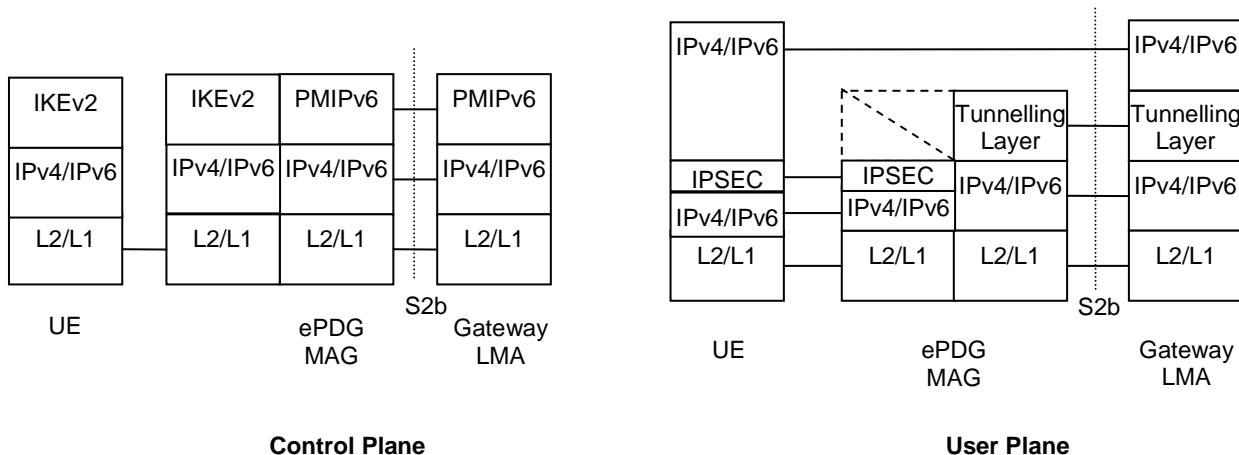 IKEv2
IKEv2
PMIPv6
PMIPv6
IPv4/IPv6
IPv4/IPv6
IPv4/IPv6
IPv4/IPv6
L2/L1
L2/L1
L2/L1
L2/L1
S2b
UE
ePDG
MAG
Gateway
LMA
Control Plane
IPv4/IPv6
IPv4/IPv6
Tunnelling
Layer
Tunnelling
Layer
IPSEC
IPSEC
IPv4/IPv6
IPv4/IPv6
IPv4/IPv6
IPv4/IPv6
L2/L1
L2/L1
L2/L1
L2/L1
S2b
UE
ePDG
MAG
Gateway
LMA
User Plane